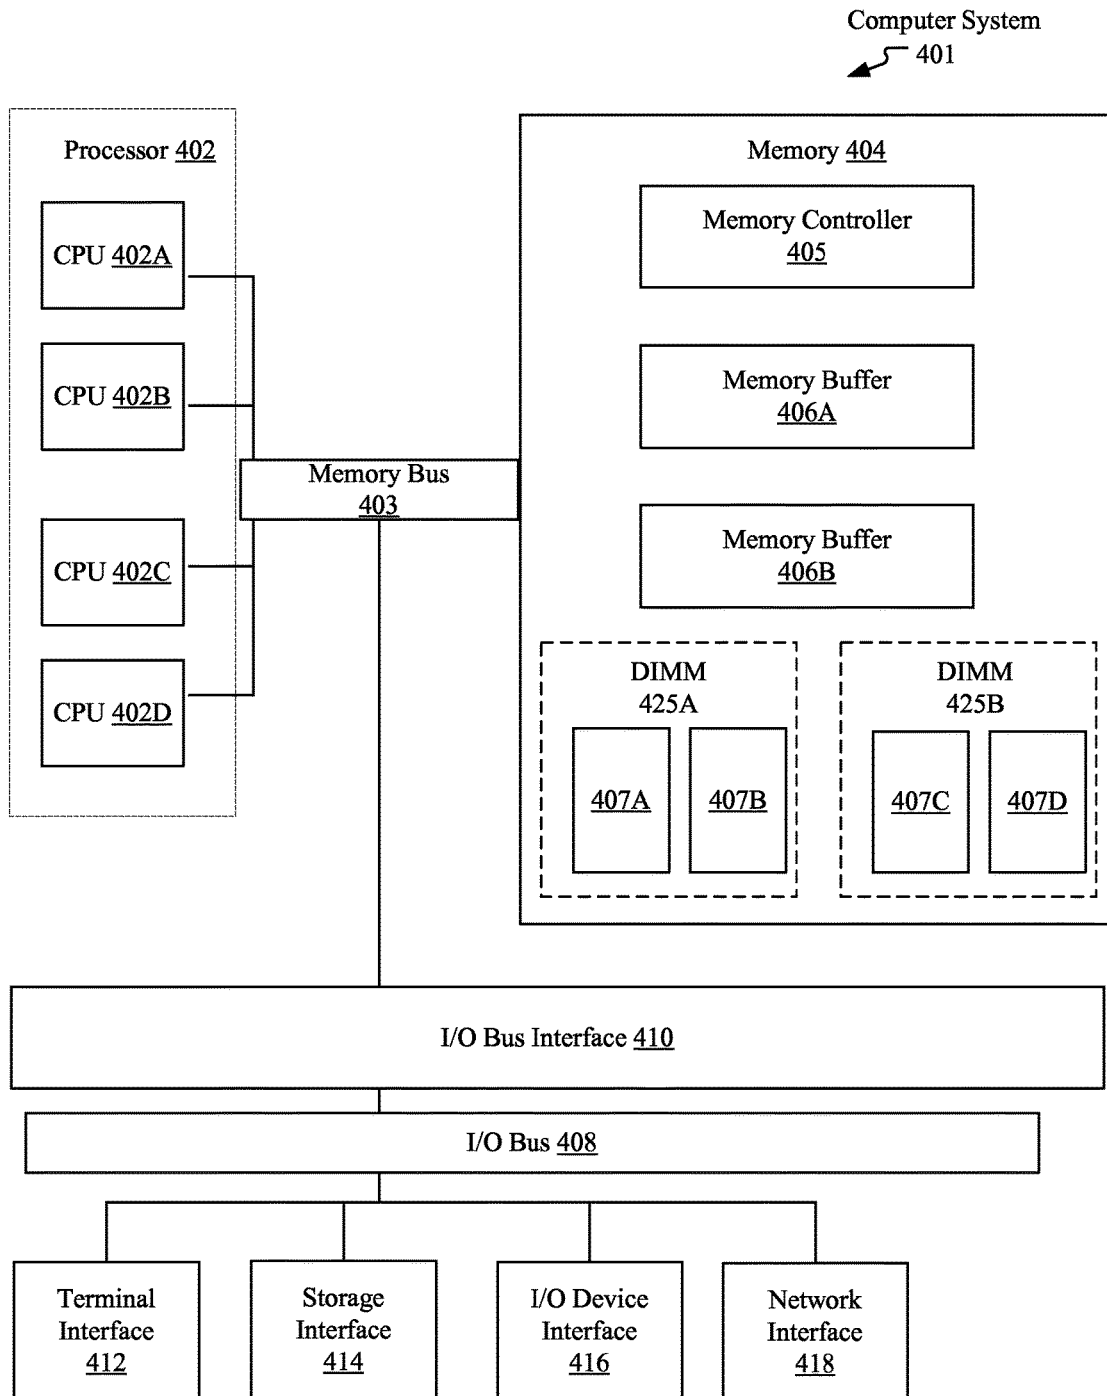 Computer System
401
Processor 402
CPU 402A
CPU 402B
CPU 402C
CPU 402D
Memory Bus
403
Memory 404
Memory Controller
405
Memory Buffer
406A
Memory Buffer
406B
DIMM
425A
407A 407B
DIMM
425B
407C 407D
I/O Bus Interface 410
I/O Bus 408
Terminal
Interface
412
Storage
Interface
414
I/O Device
Interface
416
Network
Interface
418